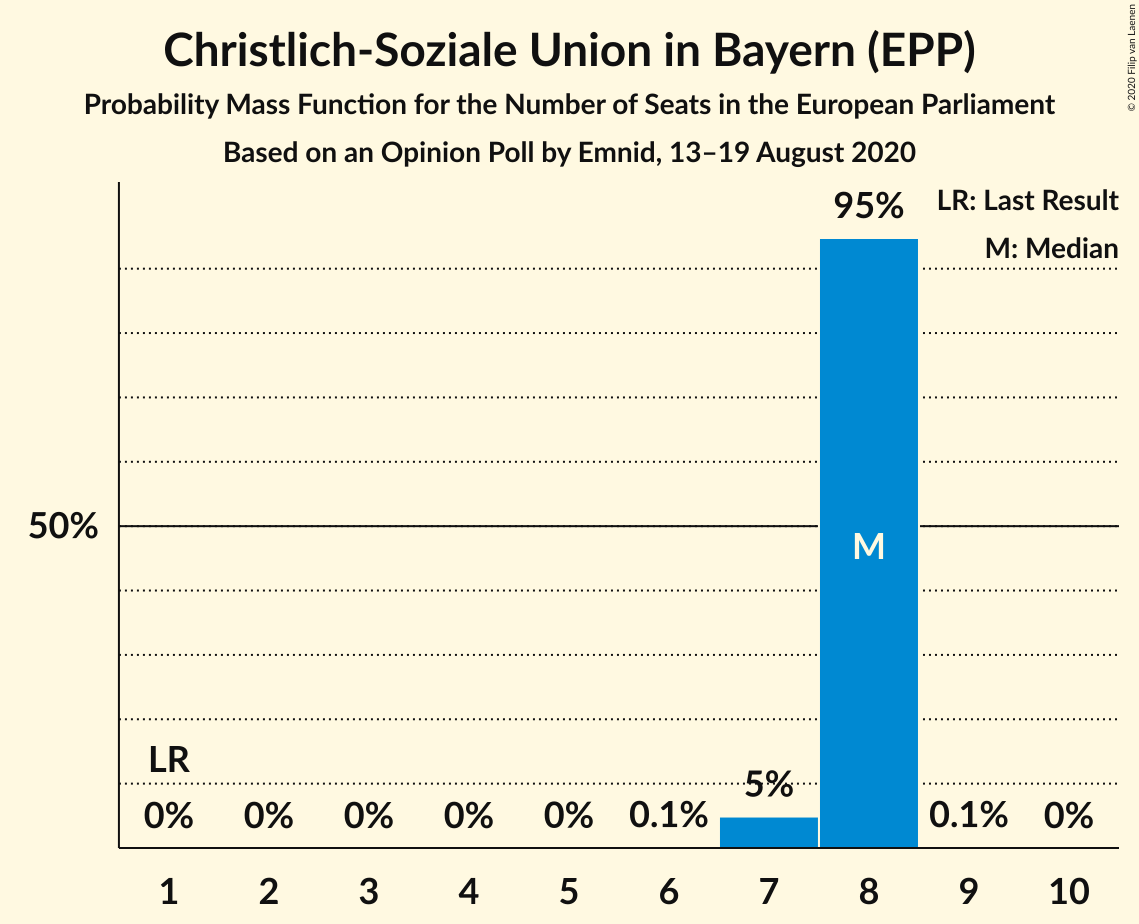 Christlich-Soziale Union in Bayern (EPP)
Probability Mass Function for the Number of Seats in the European Parliament
Based on an Opinion Poll by Emnid, 13–19 August 2020
© 2020 Filip van Laenen
LR: Last Result
M: Median
95%
50%
M
LR
5%
0% 0% 0% 0% 0% 0.1% 0.1% 0%
1 2 3 4 5 6 7 8 9 10